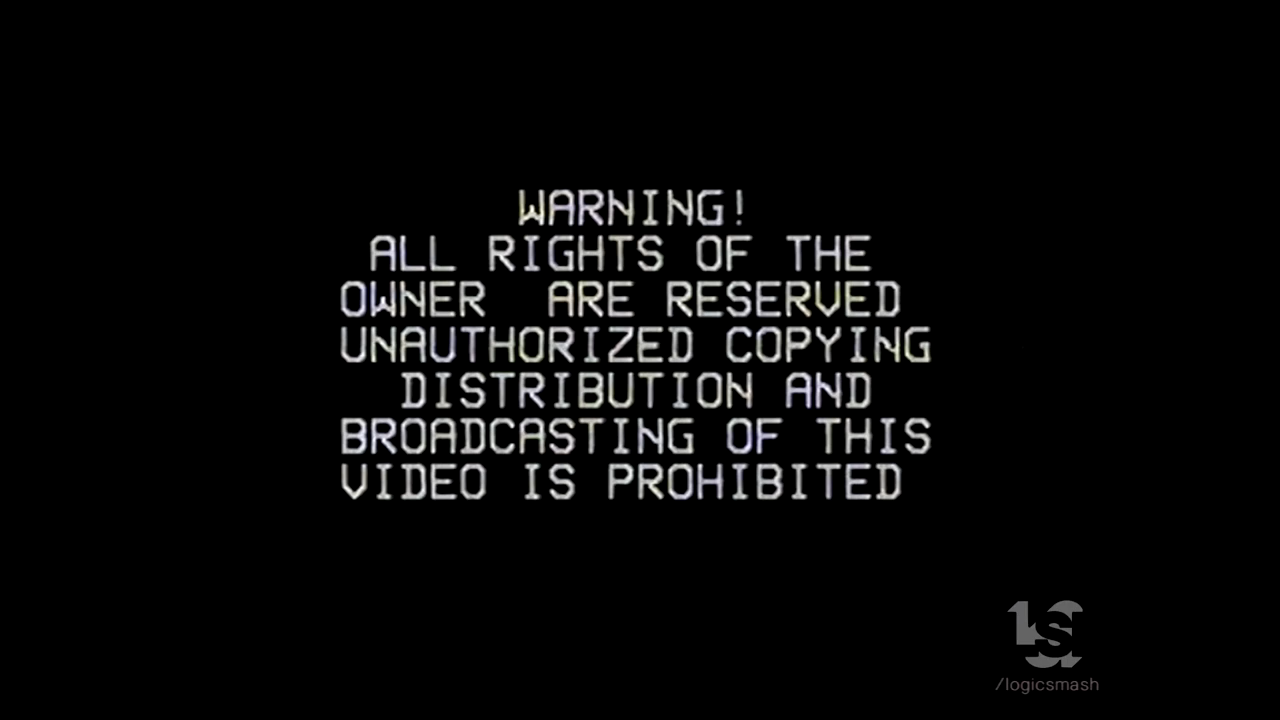 WARNING!
ALL RIGHTS OF THE
OWNER ARE RESERVED
UNAUTHORIZED COPYING
DISTRIBUTION AND
BROADCASTING OF THIS
VIDEO IS PROHIBITED
/logicsmash